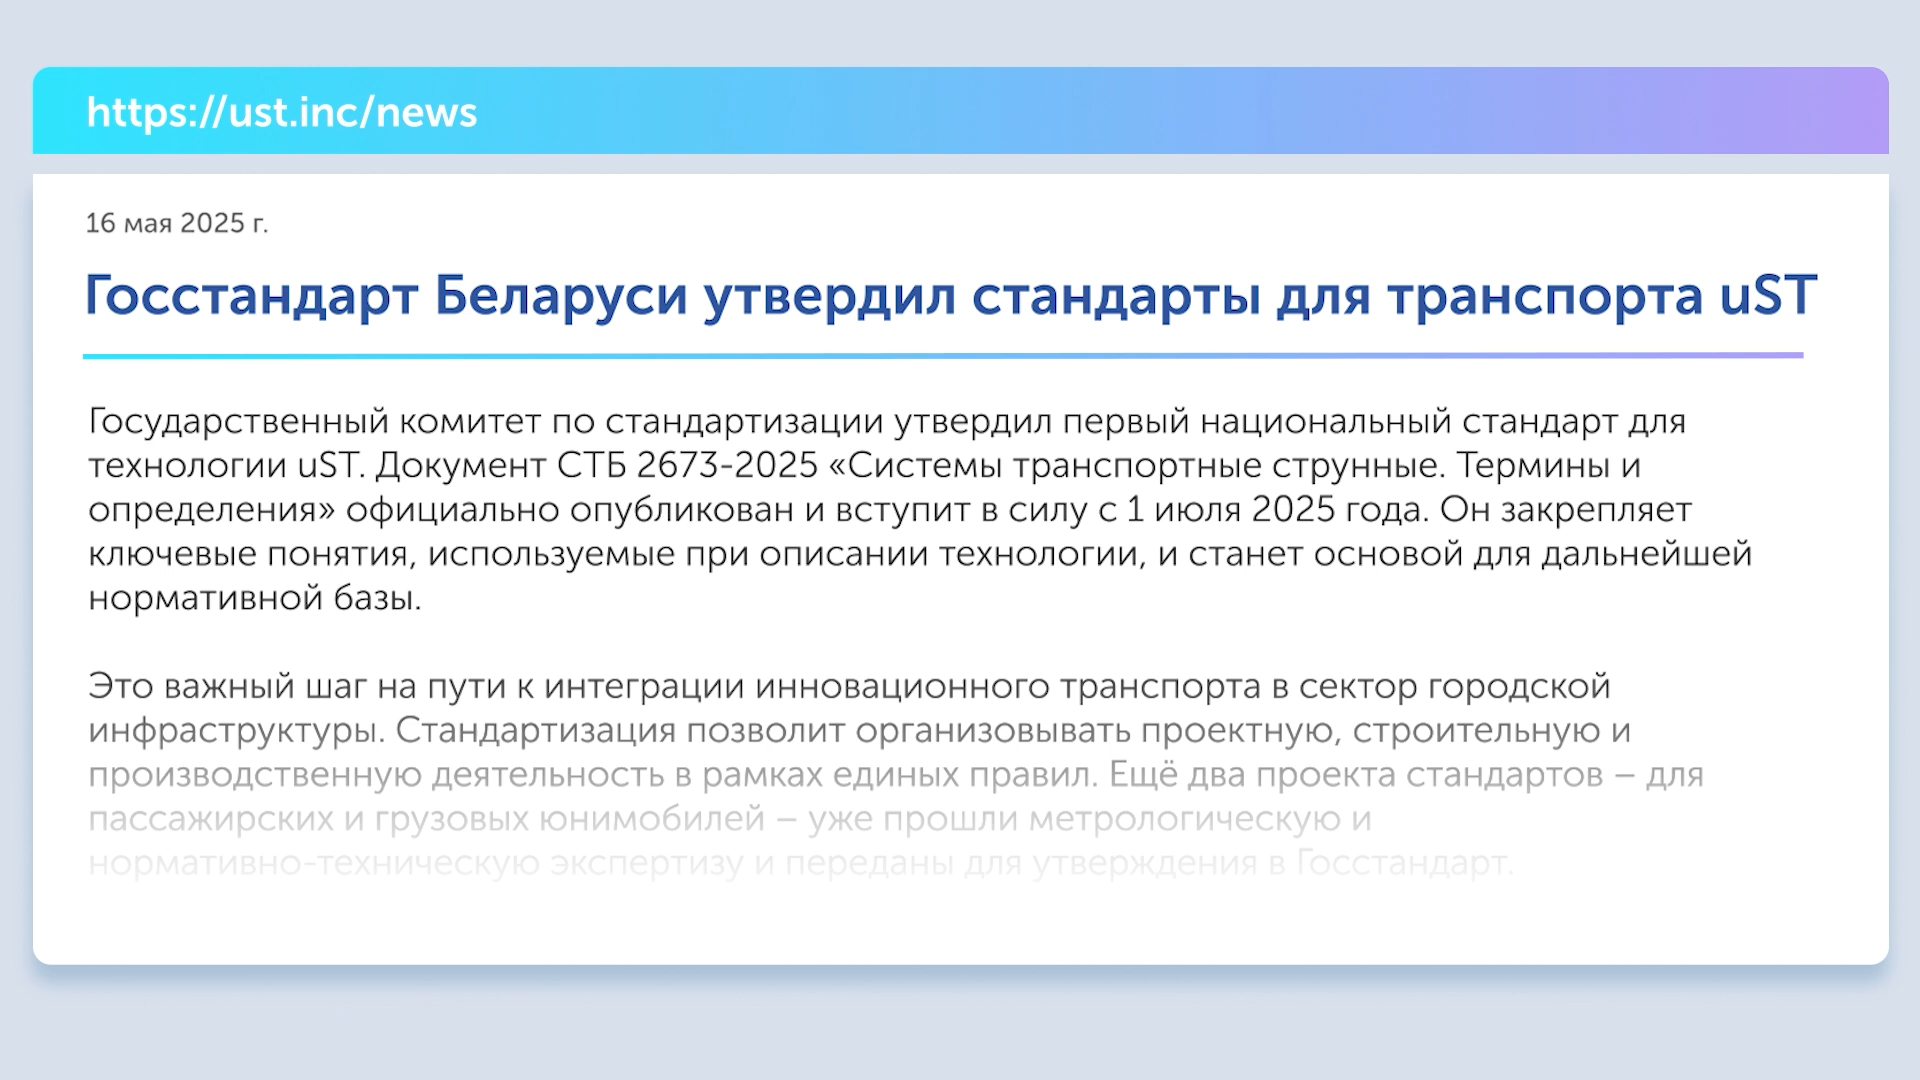 https://ust.inc/news
16 мая 2025 г.
Госстандарт Беларуси утвердил стандарты для транспорта uST
Государственный комитет по стандартизации утвердил первый национальный стандарт для
технологии uST. Документ СТБ 2673-2025 «Системы транспортные струнные. Термины и
определения» официально опубликован и вступит в силу с 1 июля 2025 года. Он закрепляет
ключевые понятия, используемые при описании технологии, и станет основой для дальнейшей
нормативной базы.
Это важный шаг на пути к интеграции инновационного транспорта в сектор городской
инфраструктуры. Стандартизация позволит организовывать проектную, строительную и
производственную деятельность в рамках единых правил. Ещё два проекта стандартов – для
пассажирских и грузовых юнимобилей – уже прошли метрологическую и
нормативно-техническую экспертизу и переданы для утверждения в Госстандарт.